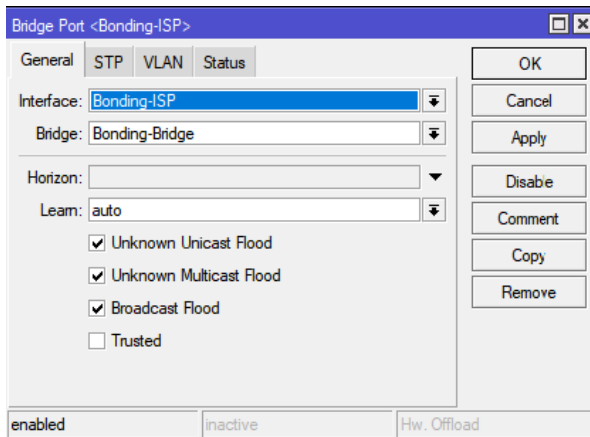 Bridge Port <Bonding-ISP>
General STP VLAN Status
Interface: Bonding-ISP
Bridge: Bonding-Bridge
Horizon:
Learn: auto
Unknown Unicast Flood
Unknown Multicast Flood
Broadcast Flood
Trusted
OK
Cancel
Apply
Disable
Comment
Copy
Remove
enabled inactive Hw. Offload